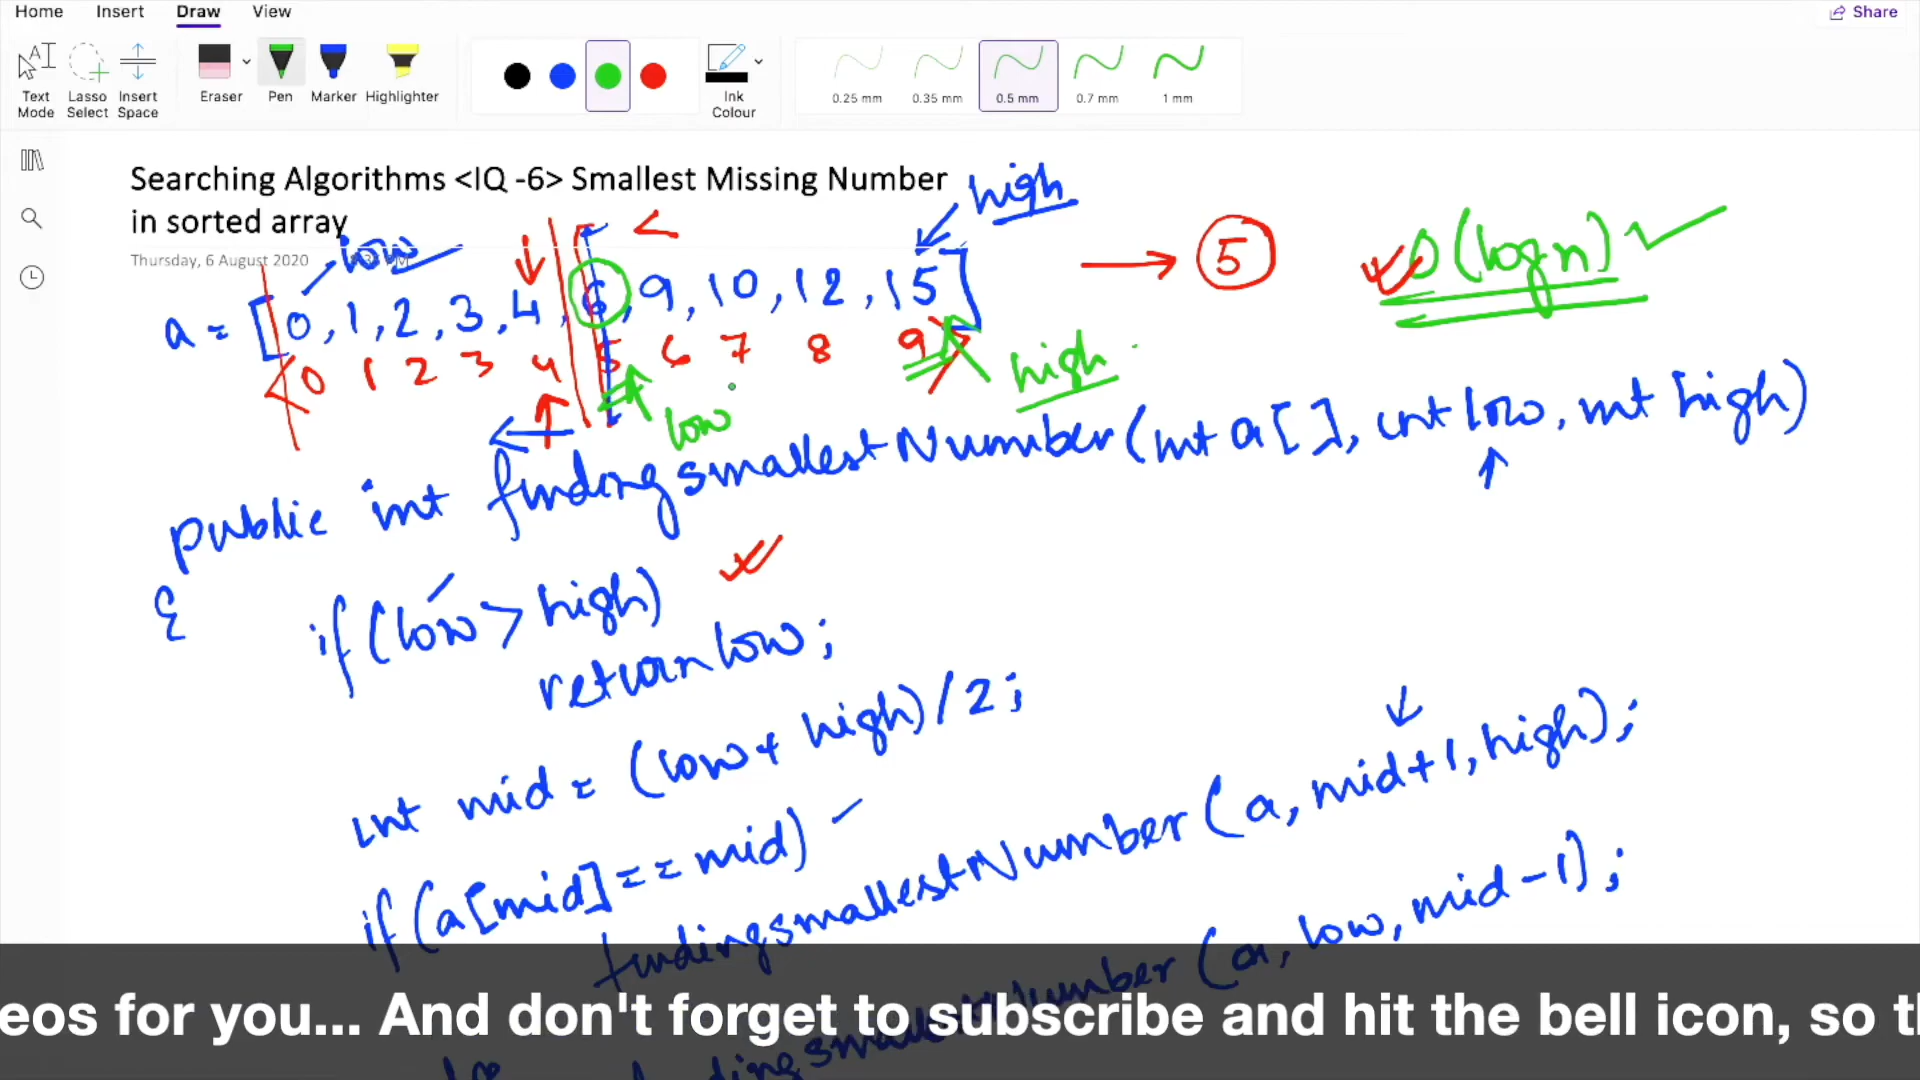 Home Insert Draw View Share
Text Mode Lasso Select Insert Space Eraser Pen Marker Highlighter Ink Colour 0.25 mm 0.35 mm 0.5 mm 0.7 mm 1 mm
Searching Algorithms <IQ -6> Smallest Missing Number
in sorted array
high
Thursday, 6 August 2020
low
<
a = [0, 1, 2, 3, 4, 6, 9, 10, 12, 15] → 5 O(log n)
0 1 2 3 4 5 6 7 8 9
low high
public int findingsmallestNumber(int a[], int low, int high)
{
if(low > high)
return low;
int mid = (low + high)/2;
if(a[mid] == mid)
findingsmallestNumber(a, mid+1, high);
(a, low, mid-1);
eos for you... And don't forget to subscribe and hit the bell icon, so t